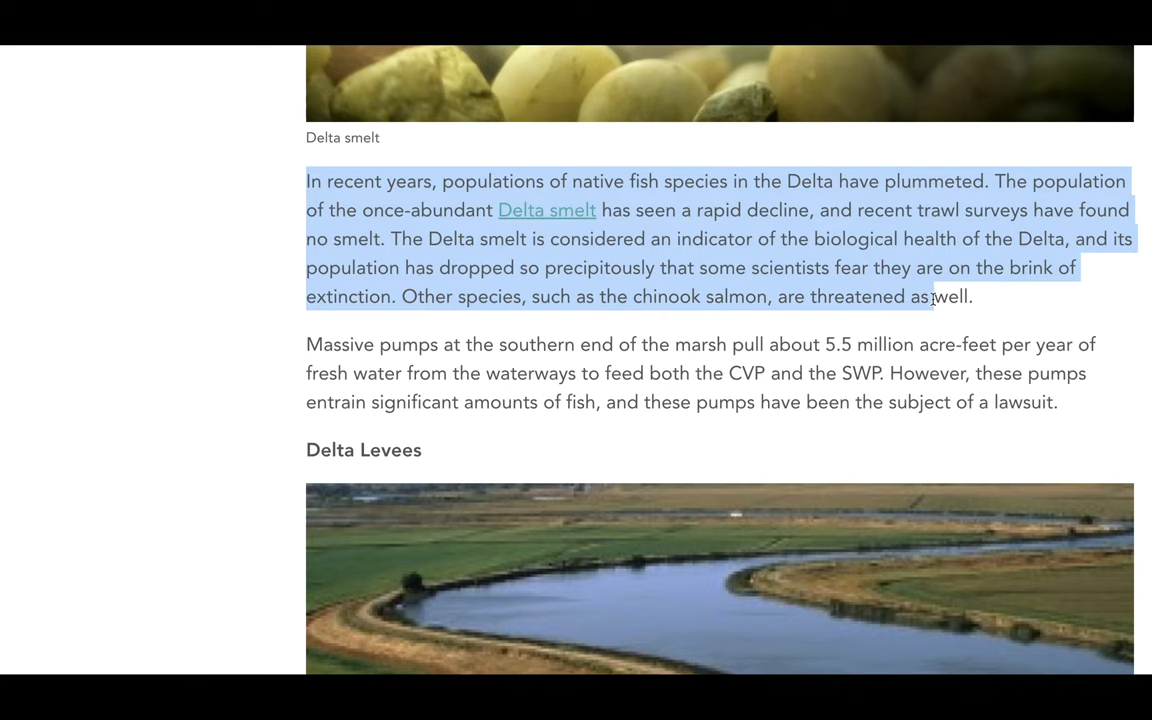 Delta smelt
In recent years, populations of native fish species in the Delta have plummeted. The population
of the once-abundant Delta smelt has seen a rapid decline, and recent trawl surveys have found
no smelt. The Delta smelt is considered an indicator of the biological health of the Delta, and its
population has dropped so precipitously that some scientists fear they are on the brink of
extinction. Other species, such as the chinook salmon, are threatened as well.
Massive pumps at the southern end of the marsh pull about 5.5 million acre-feet per year of
fresh water from the waterways to feed both the CVP and the SWP. However, these pumps
entrain significant amounts of fish, and these pumps have been the subject of a lawsuit.
Delta Levees